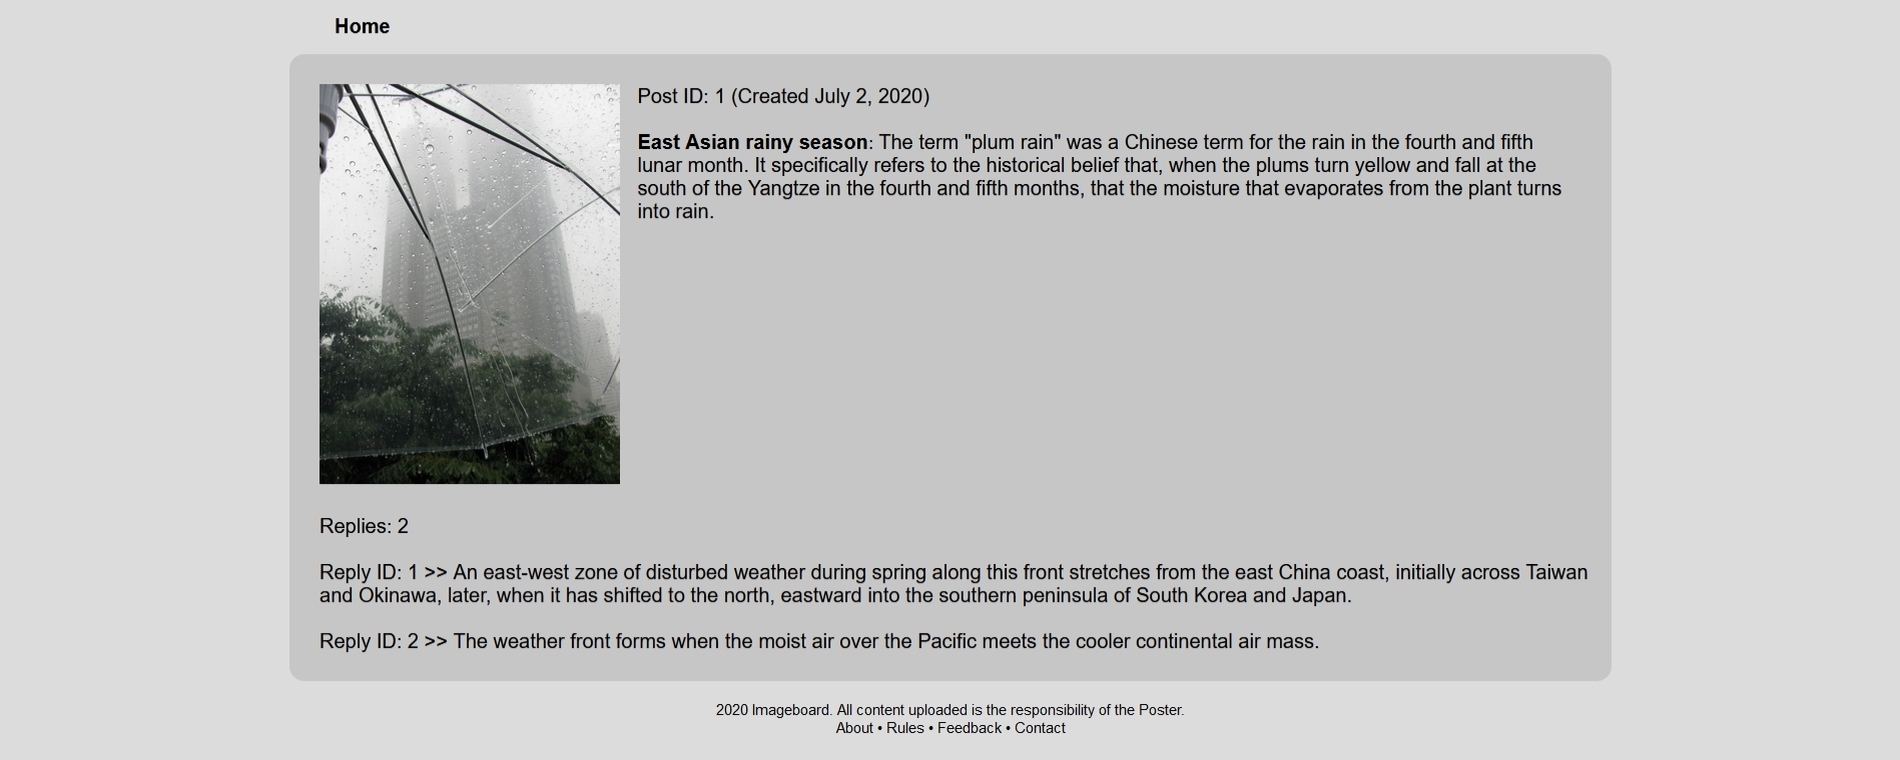 Home
Post ID: 1 (Created July 2, 2020)
East Asian rainy season: The term "plum rain" was a Chinese term for the rain in the fourth and fifth
lunar month. It specifically refers to the historical belief that, when the plums turn yellow and fall at the
south of the Yangtze in the fourth and fifth months, that the moisture that evaporates from the plant turns
into rain.
Replies: 2
Reply ID: 1 >> An east-west zone of disturbed weather during spring along this front stretches from the east China coast, initially across Taiwan
and Okinawa, later, when it has shifted to the north, eastward into the southern peninsula of South Korea and Japan.
Reply ID: 2 >> The weather front forms when the moist air over the Pacific meets the cooler continental air mass.
2020 Imageboard. All content uploaded is the responsibility of the Poster.
About • Rules • Feedback • Contact